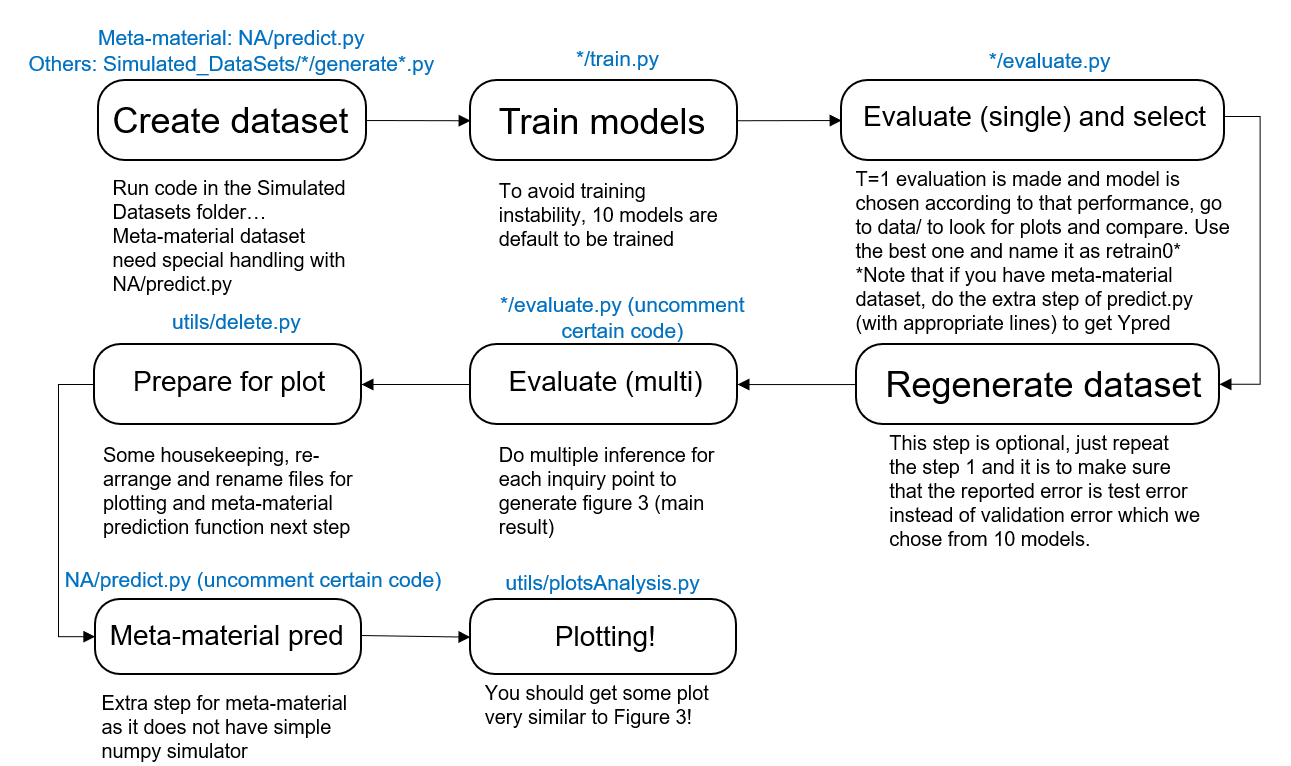 Meta-material: NA/predict.py
Others: Simulated_DataSets/*/generate*.py
Create dataset
Run code in the Simulated
Datasets folder…
Meta-material dataset
need special handling with
NA/predict.py
*/train.py
Train models
To avoid training
instability, 10 models are
default to be trained
*/evaluate.py
Evaluate (single) and select
T=1 evaluation is made and model is
chosen according to that performance, go
to data/ to look for plots and compare. Use
the best one and name it as retrain0*
*Note that if you have meta-material
dataset, do the extra step of predict.py
(with appropriate lines) to get Ypred
Regenerate dataset
This step is optional, just repeat
the step 1 and it is to make sure
that the reported error is test error
instead of validation error which we
chose from 10 models.
*/evaluate.py (uncomment
certain code)
Evaluate (multi)
Do multiple inference for
each inquiry point to
generate figure 3 (main
result)
utils/delete.py
Prepare for plot
Some housekeeping, re-
arrange and rename files for
plotting and meta-material
prediction function next step
NA/predict.py (uncomment certain code)
Meta-material pred
Extra step for meta-material
as it does not have simple
numpy simulator
utils/plotsAnalysis.py
Plotting!
You should get some plot
very similar to Figure 3!